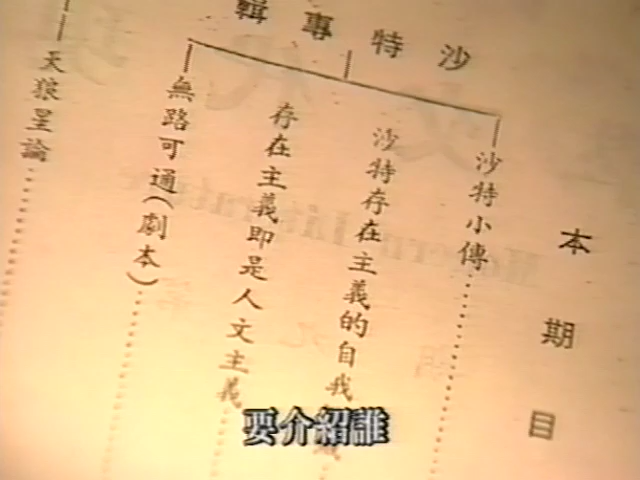 本期目
沙特專輯
沙特小傳
沙特存在主義的自我
存在主義即是人文主義
無路可通(劇本)
天狼星論
要介紹誰